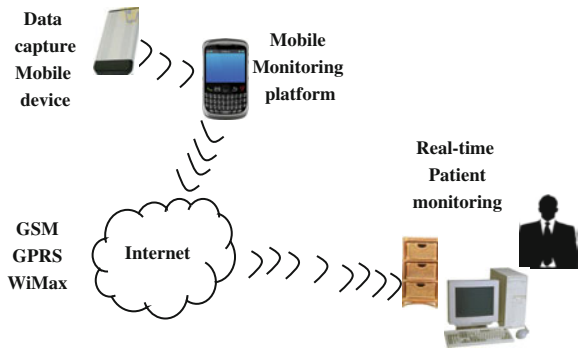 Data
capture
Mobile
device
Mobile
Monitoring
platform
Real-time
Patient
monitoring
GSM
GPRS
WiMax
Internet